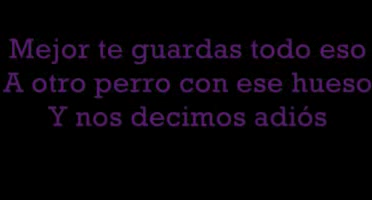 Mejor te guardas todo eso
A otro perro con ese hueso
Y nos decimos adiós